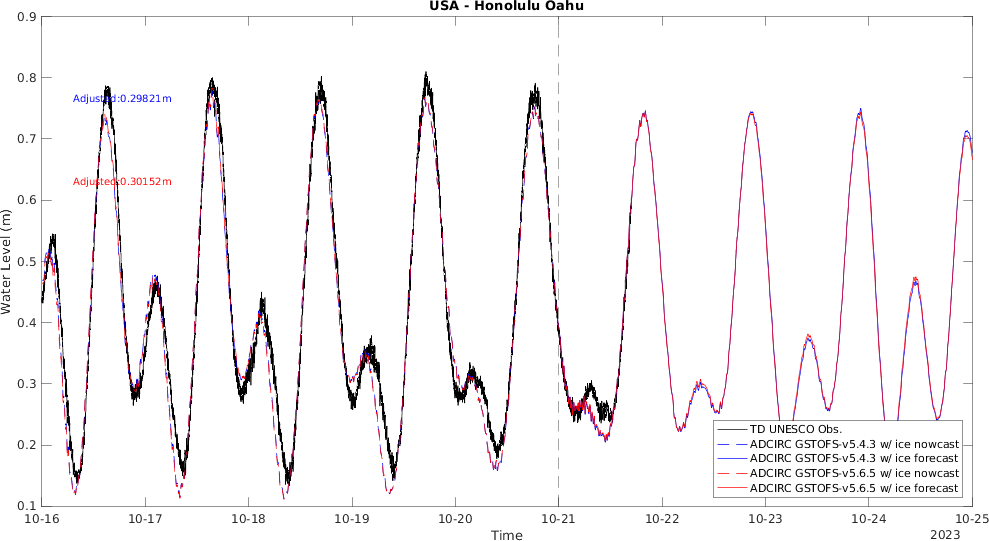 USA - Honolulu Oahu
0.9
0.8
0.7
0.6
0.5
0.4
0.3
0.2
0.1
Water Level (m)
Adjusted:0.29821m
Adjusted:0.30152m
TD UNESCO Obs.
ADCIRC GSTOFS-v5.4.3 w/ ice nowcast
ADCIRC GSTOFS-v5.4.3 w/ ice forecast
ADCIRC GSTOFS-v5.6.5 w/ ice nowcast
ADCIRC GSTOFS-v5.6.5 w/ ice forecast
10-16 10-17 10-18 10-19 10-20 10-21 10-22 10-23 10-24 10-25
Time
2023